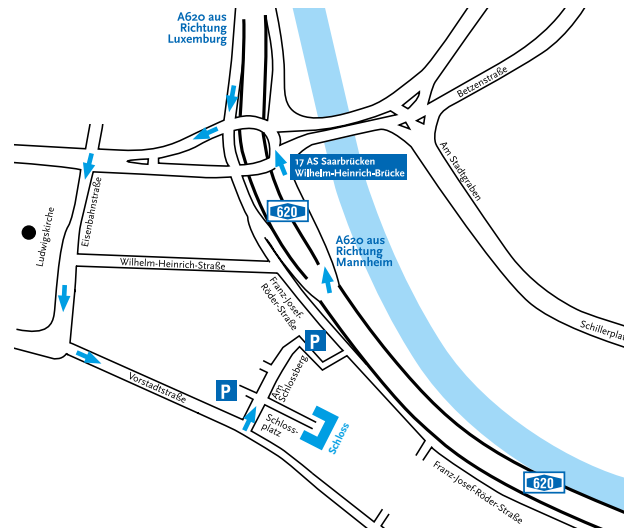 A620 aus
Richtung
Luxemburg
Betzenstraße
Am Stadtgraben
17 AS Saarbrücken
Wilhelm-Heinrich-Brücke
Eisenbahnstraße
Ludwigskirche
620
A620 aus
Richtung
Mannheim
Wilhelm-Heinrich-Straße
Franz-Josef-
Röder-Straße
Schillerplatz
P
Am
Schlossberg
P
Vorstadtstraße
Schloss-
platz
Schloss
Franz-Josef-Röder-Straße
620